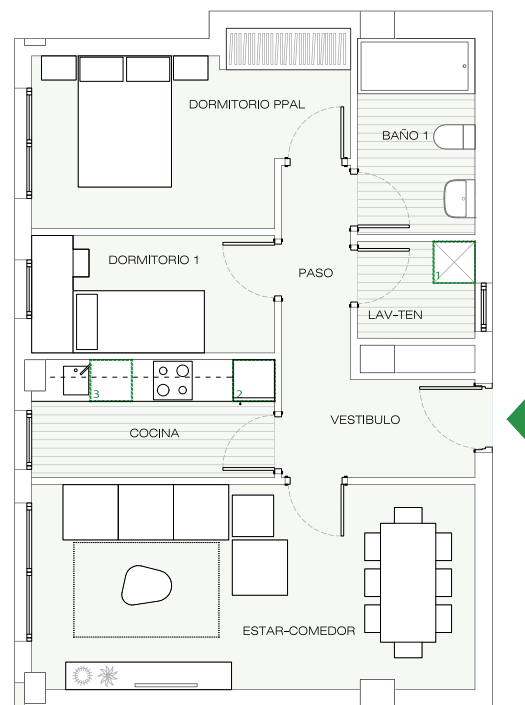 DORMITORIO PPAL
BAÑO 1
DORMITORIO 1
PASO
1
LAV-TEN
3
2
COCINA
VESTIBULO
ESTAR-COMEDOR